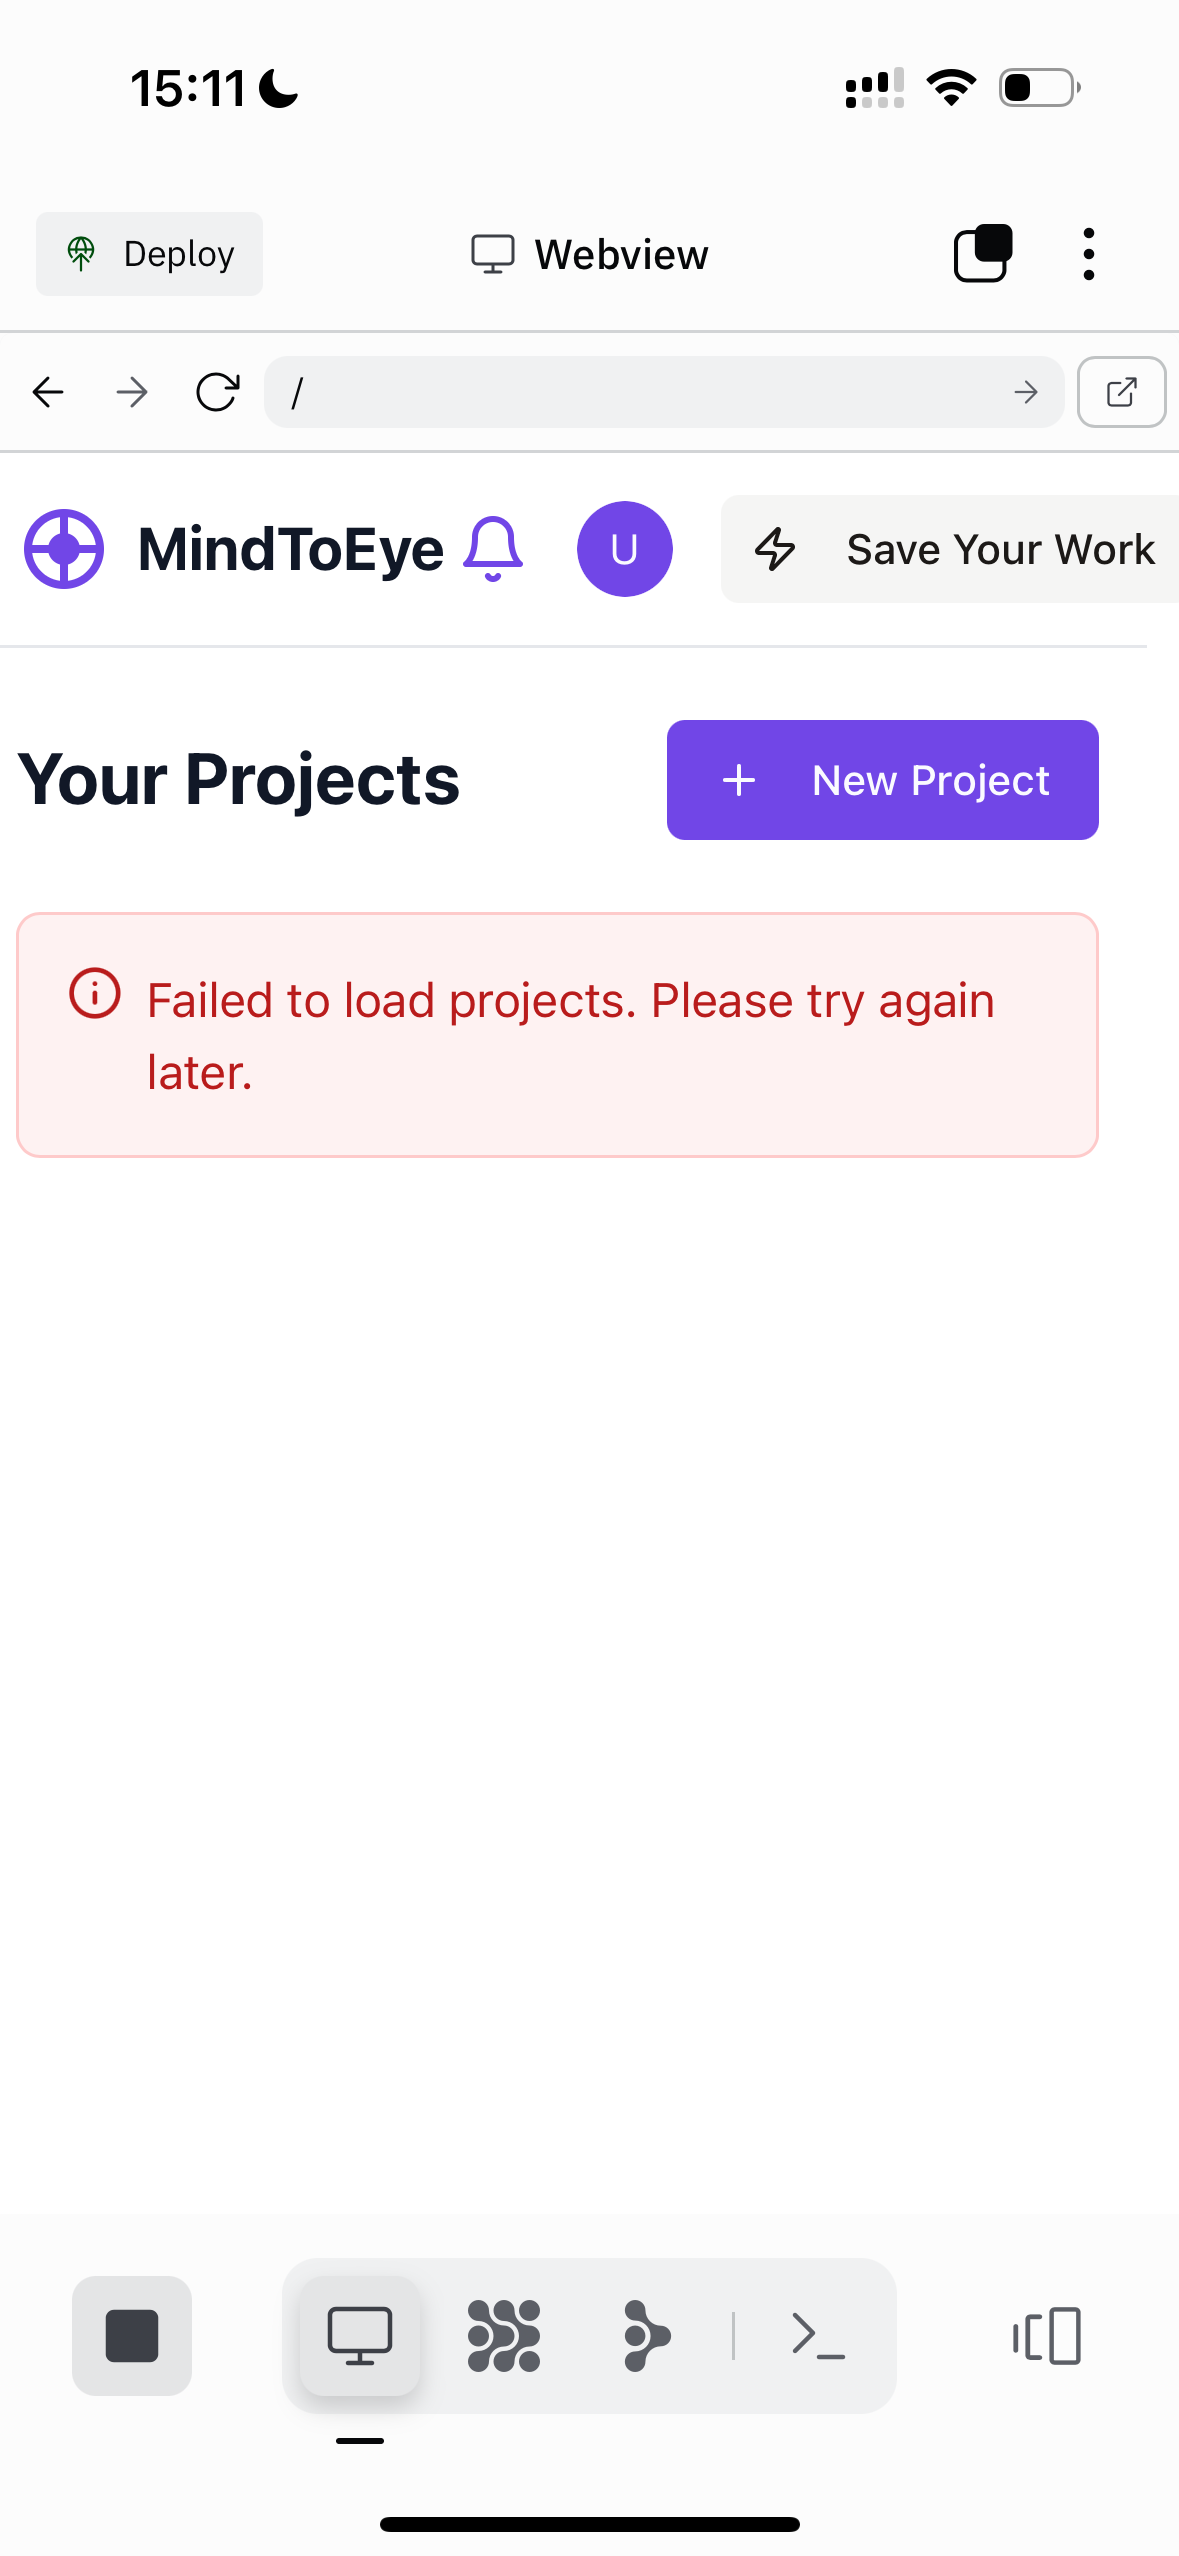 15:11
Deploy
Webview
/
MindToEye
U
Save Your Work
Your Projects
New Project
Failed to load projects. Please try again
later.